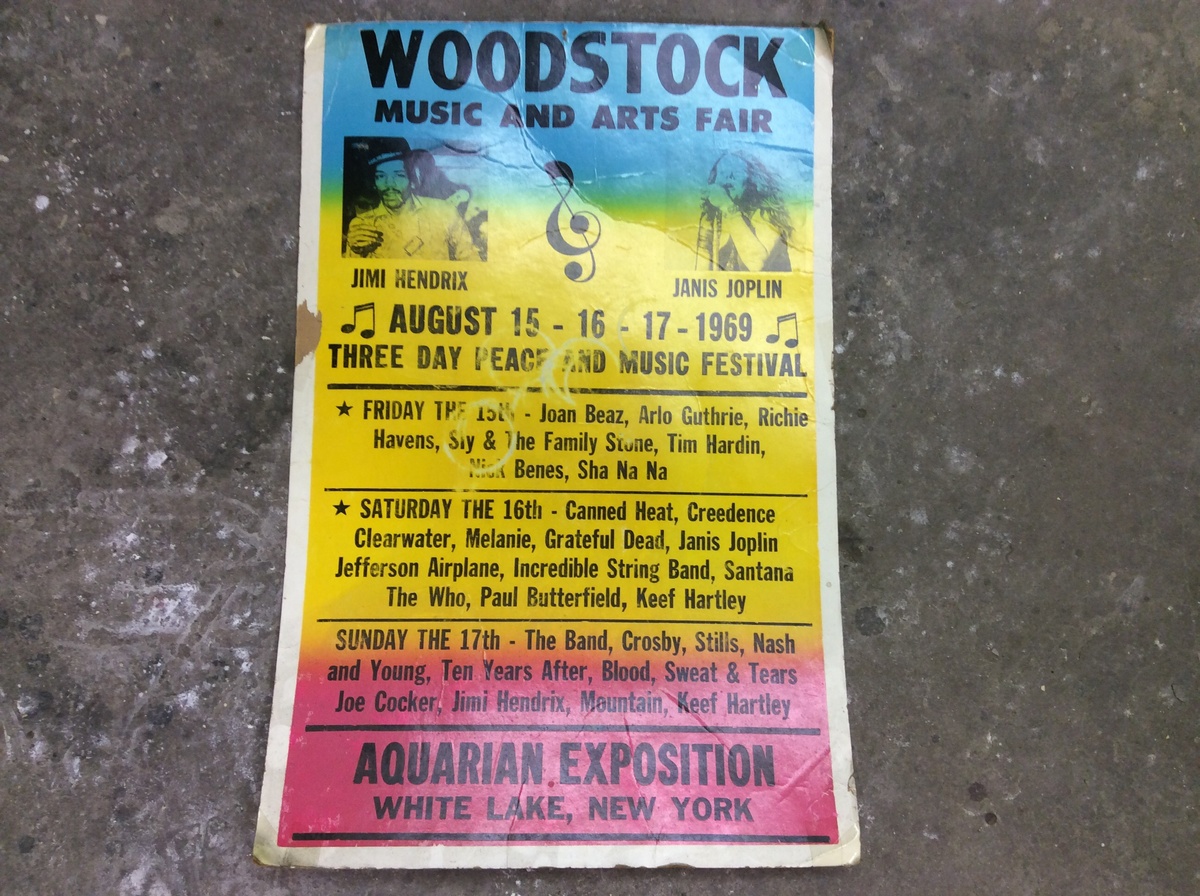 WOODSTOCK
MUSIC AND ARTS FAIR
JIMI HENDRIX
JANIS JOPLIN
AUGUST 15 - 16 - 17 - 1969
THREE DAY PEACE AND MUSIC FESTIVAL
★ FRIDAY THE 15th - Joan Beaz, Arlo Guthrie, Richie
Havens, Sly & The Family Stone, Tim Hardin,
Nick Benes, Sha Na Na
★ SATURDAY THE 16th - Canned Heat, Creedence
Clearwater, Melanie, Grateful Dead, Janis Joplin
Jefferson Airplane, Incredible String Band, Santana
The Who, Paul Butterfield, Keef Hartley
SUNDAY THE 17th - The Band, Crosby, Stills, Nash
and Young, Ten Years After, Blood, Sweat & Tears
Joe Cocker, Jimi Hendrix, Mountain, Keef Hartley
AQUARIAN EXPOSITION
WHITE LAKE, NEW YORK